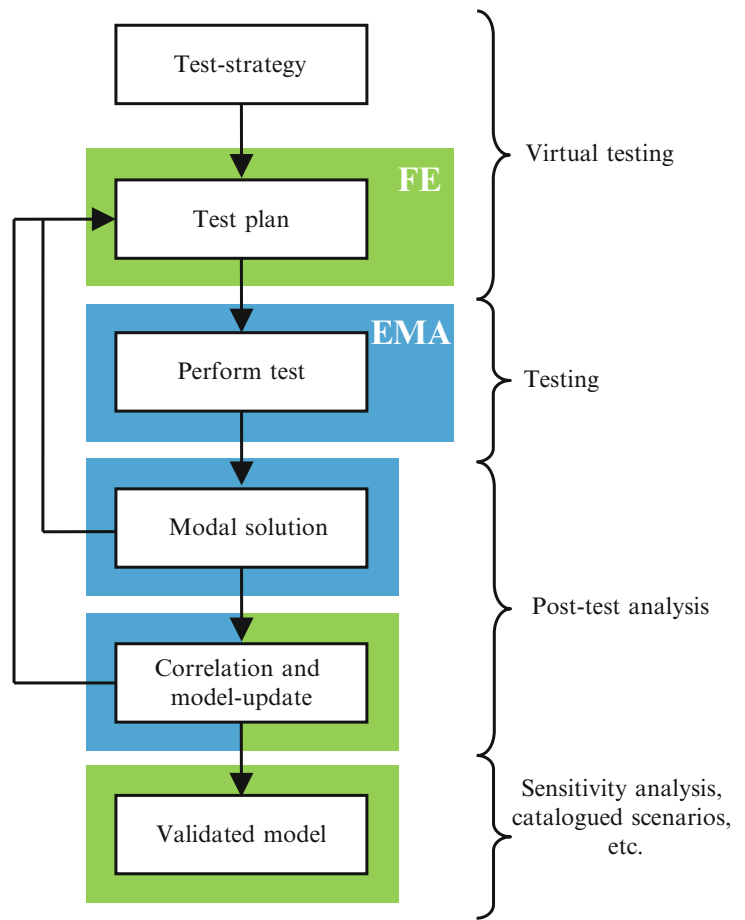 Test-strategy
Virtual testing
FE
Test plan
EMA
Perform test
Testing
Modal solution
Post-test analysis
Correlation and
model-update
Sensitivity analysis,
catalogued scenarios,
etc.
Validated model